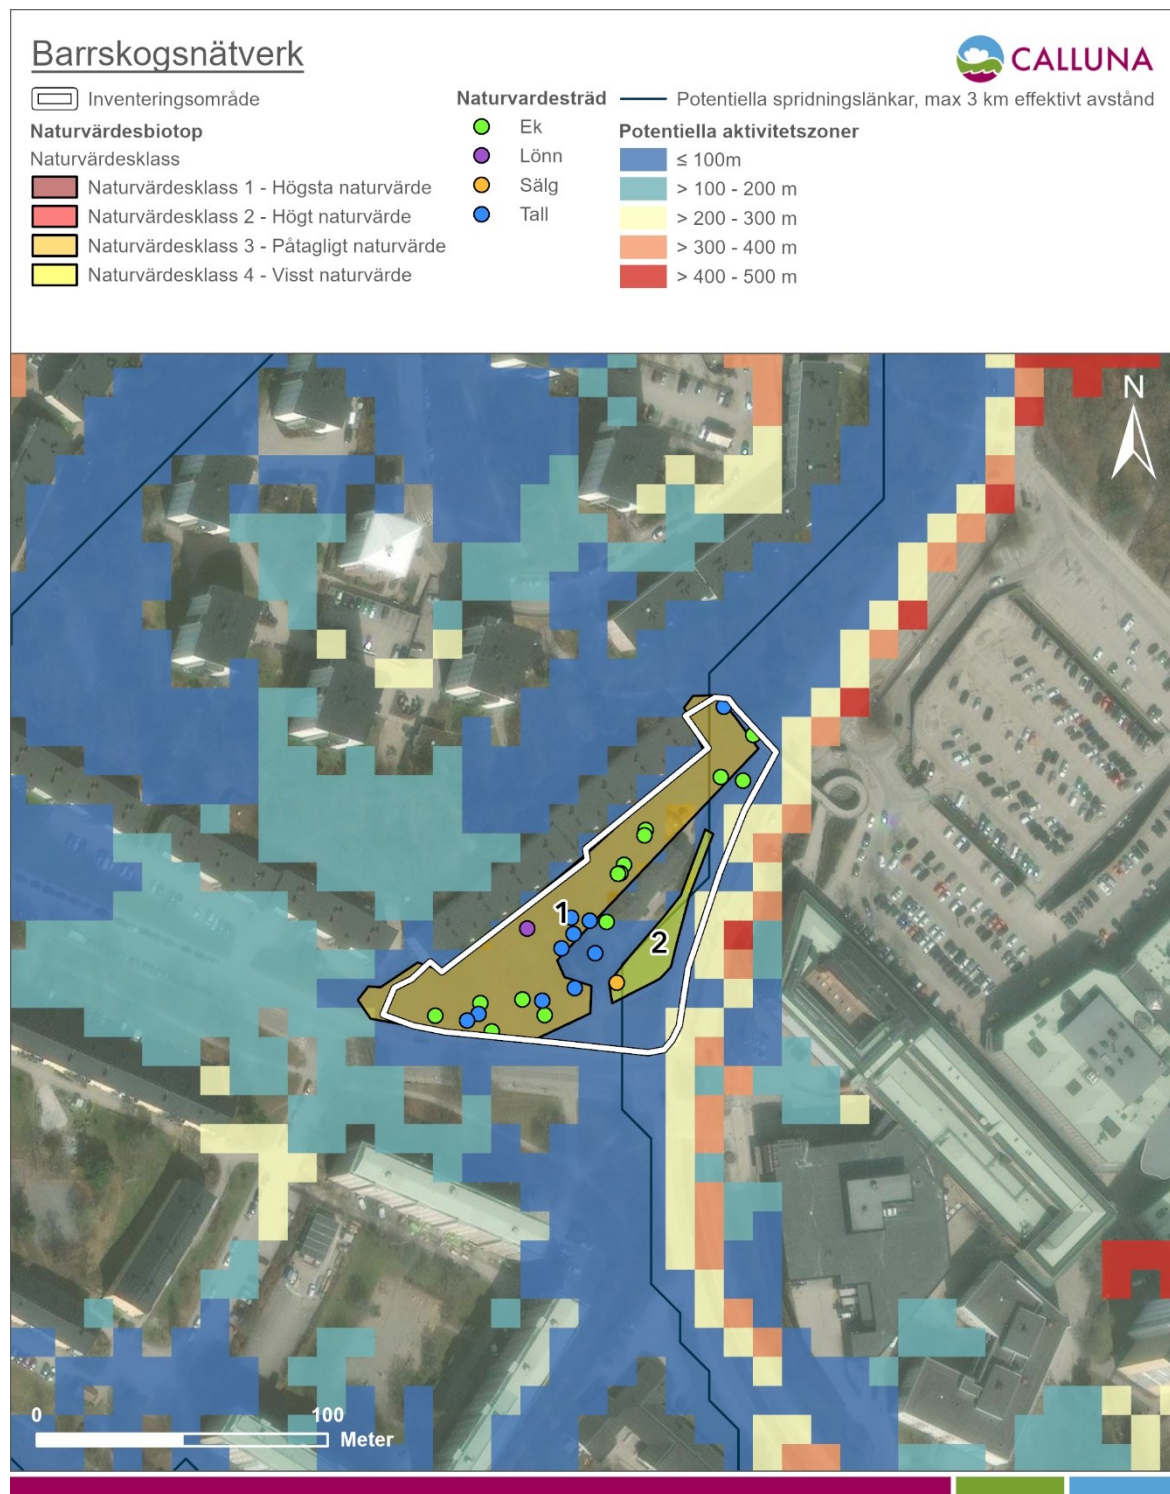 Barrskogsnätverk
CALLUNA
Inventeringsområde
Naturvärdesbiotop
Naturvärdesklass
Naturvärdesklass 1 - Högsta naturvärde
Naturvärdesklass 2 - Högt naturvärde
Naturvärdesklass 3 - Påtagligt naturvärde
Naturvärdesklass 4 - Visst naturvärde
Naturvardesträd
Ek
Lönn
Sälg
Tall
Potentiella spridningslänkar, max 3 km effektivt avstånd
Potentiella aktivitetszoner
≤ 100m
> 100 - 200 m
> 200 - 300 m
> 300 - 400 m
> 400 - 500 m
N
1
2
0 100
Meter